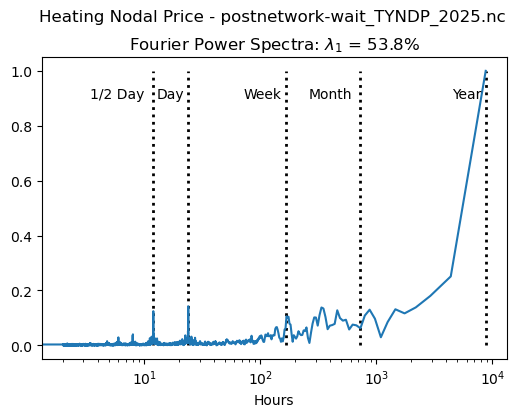 Heating Nodal Price - postnetwork-wait_TYNDP_2025.nc
Fourier Power Spectra: λ₁ = 53.8%
1.0
0.8
0.6
0.4
0.2
0.0
1/2 Day Day Week Month Year
10¹ 10² 10³ 10⁴
Hours